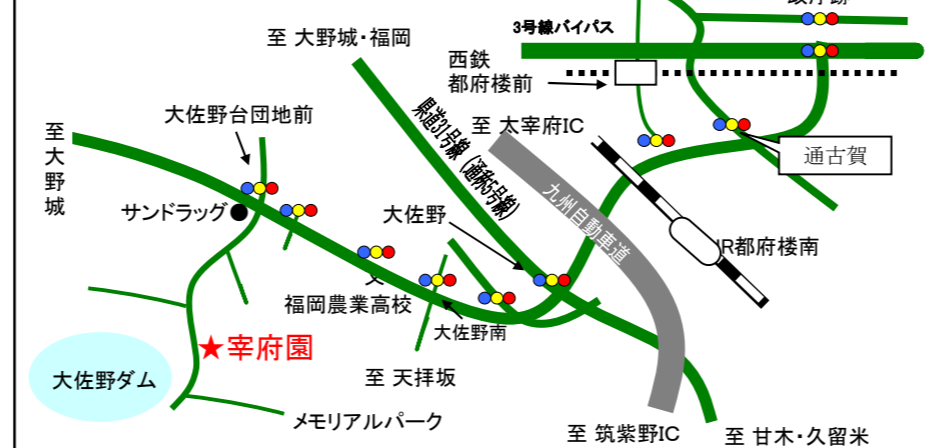 3号線バイパス
至 大野城・福岡
西鉄
都府楼前
大佐野台団地前
県道31号線（通称5号線）
至 太宰府IC
通古賀
至大野城
サンドラッグ
大佐野
九州自動車道
JR都府楼南
文
福岡農業高校
大佐野南
★宰府園
大佐野ダム
至 天拝坂
メモリアルパーク
至 筑紫野IC
至 甘木・久留米